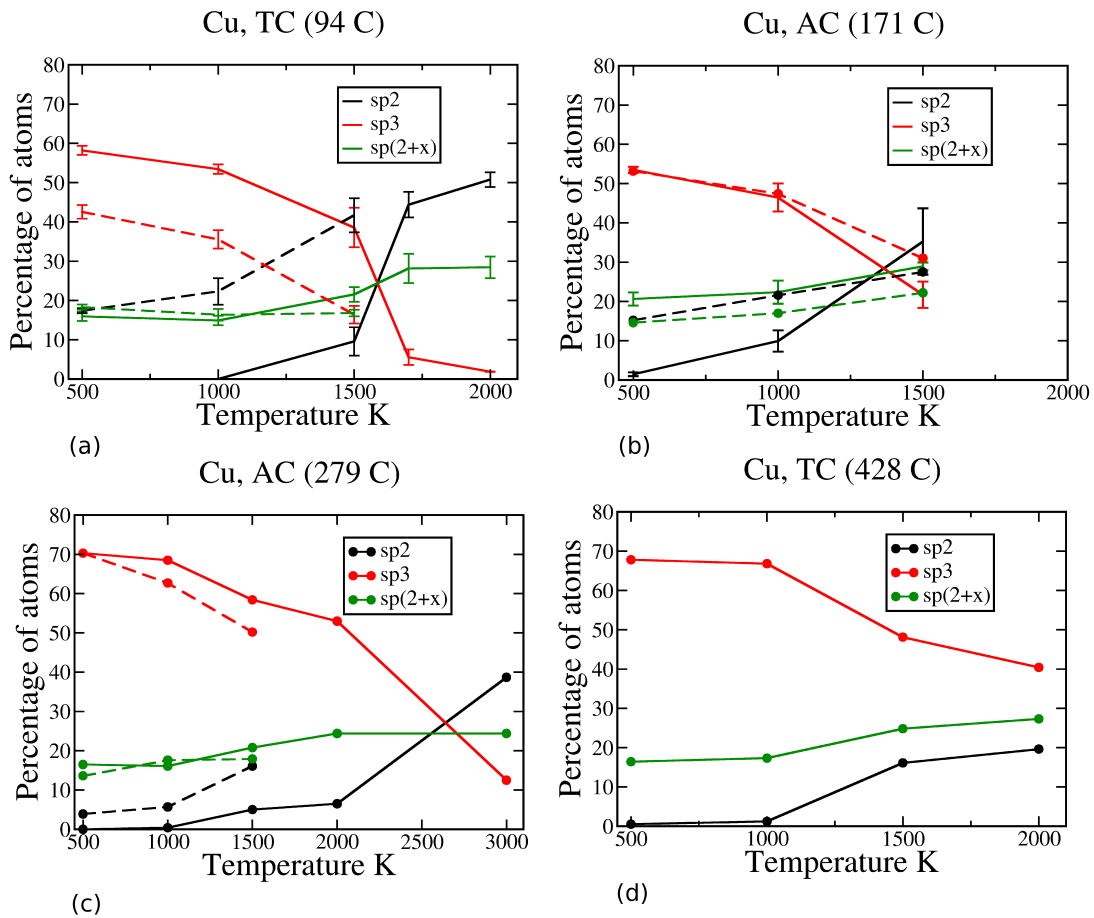 Cu, TC (94 C)
Percentage of atoms
80
70
60
50
40
30
20
10
0
sp2
sp3
sp(2+x)
500 1000 1500 2000
Temperature K
(a)
Cu, AC (171 C)
Percentage of atoms
80
70
60
50
40
30
20
10
0
sp2
sp3
sp(2+x)
500 1000 1500 2000
Temperature K
(b)
Cu, AC (279 C)
Percentage of atoms
80
70
60
50
40
30
20
10
0
sp2
sp3
sp(2+x)
500 1000 1500 2000 2500 3000
Temperature K
(c)
Cu, TC (428 C)
Percentage of atoms
80
70
60
50
40
30
20
10
0
sp2
sp3
sp(2+x)
500 1000 1500 2000
Temperature K
(d)